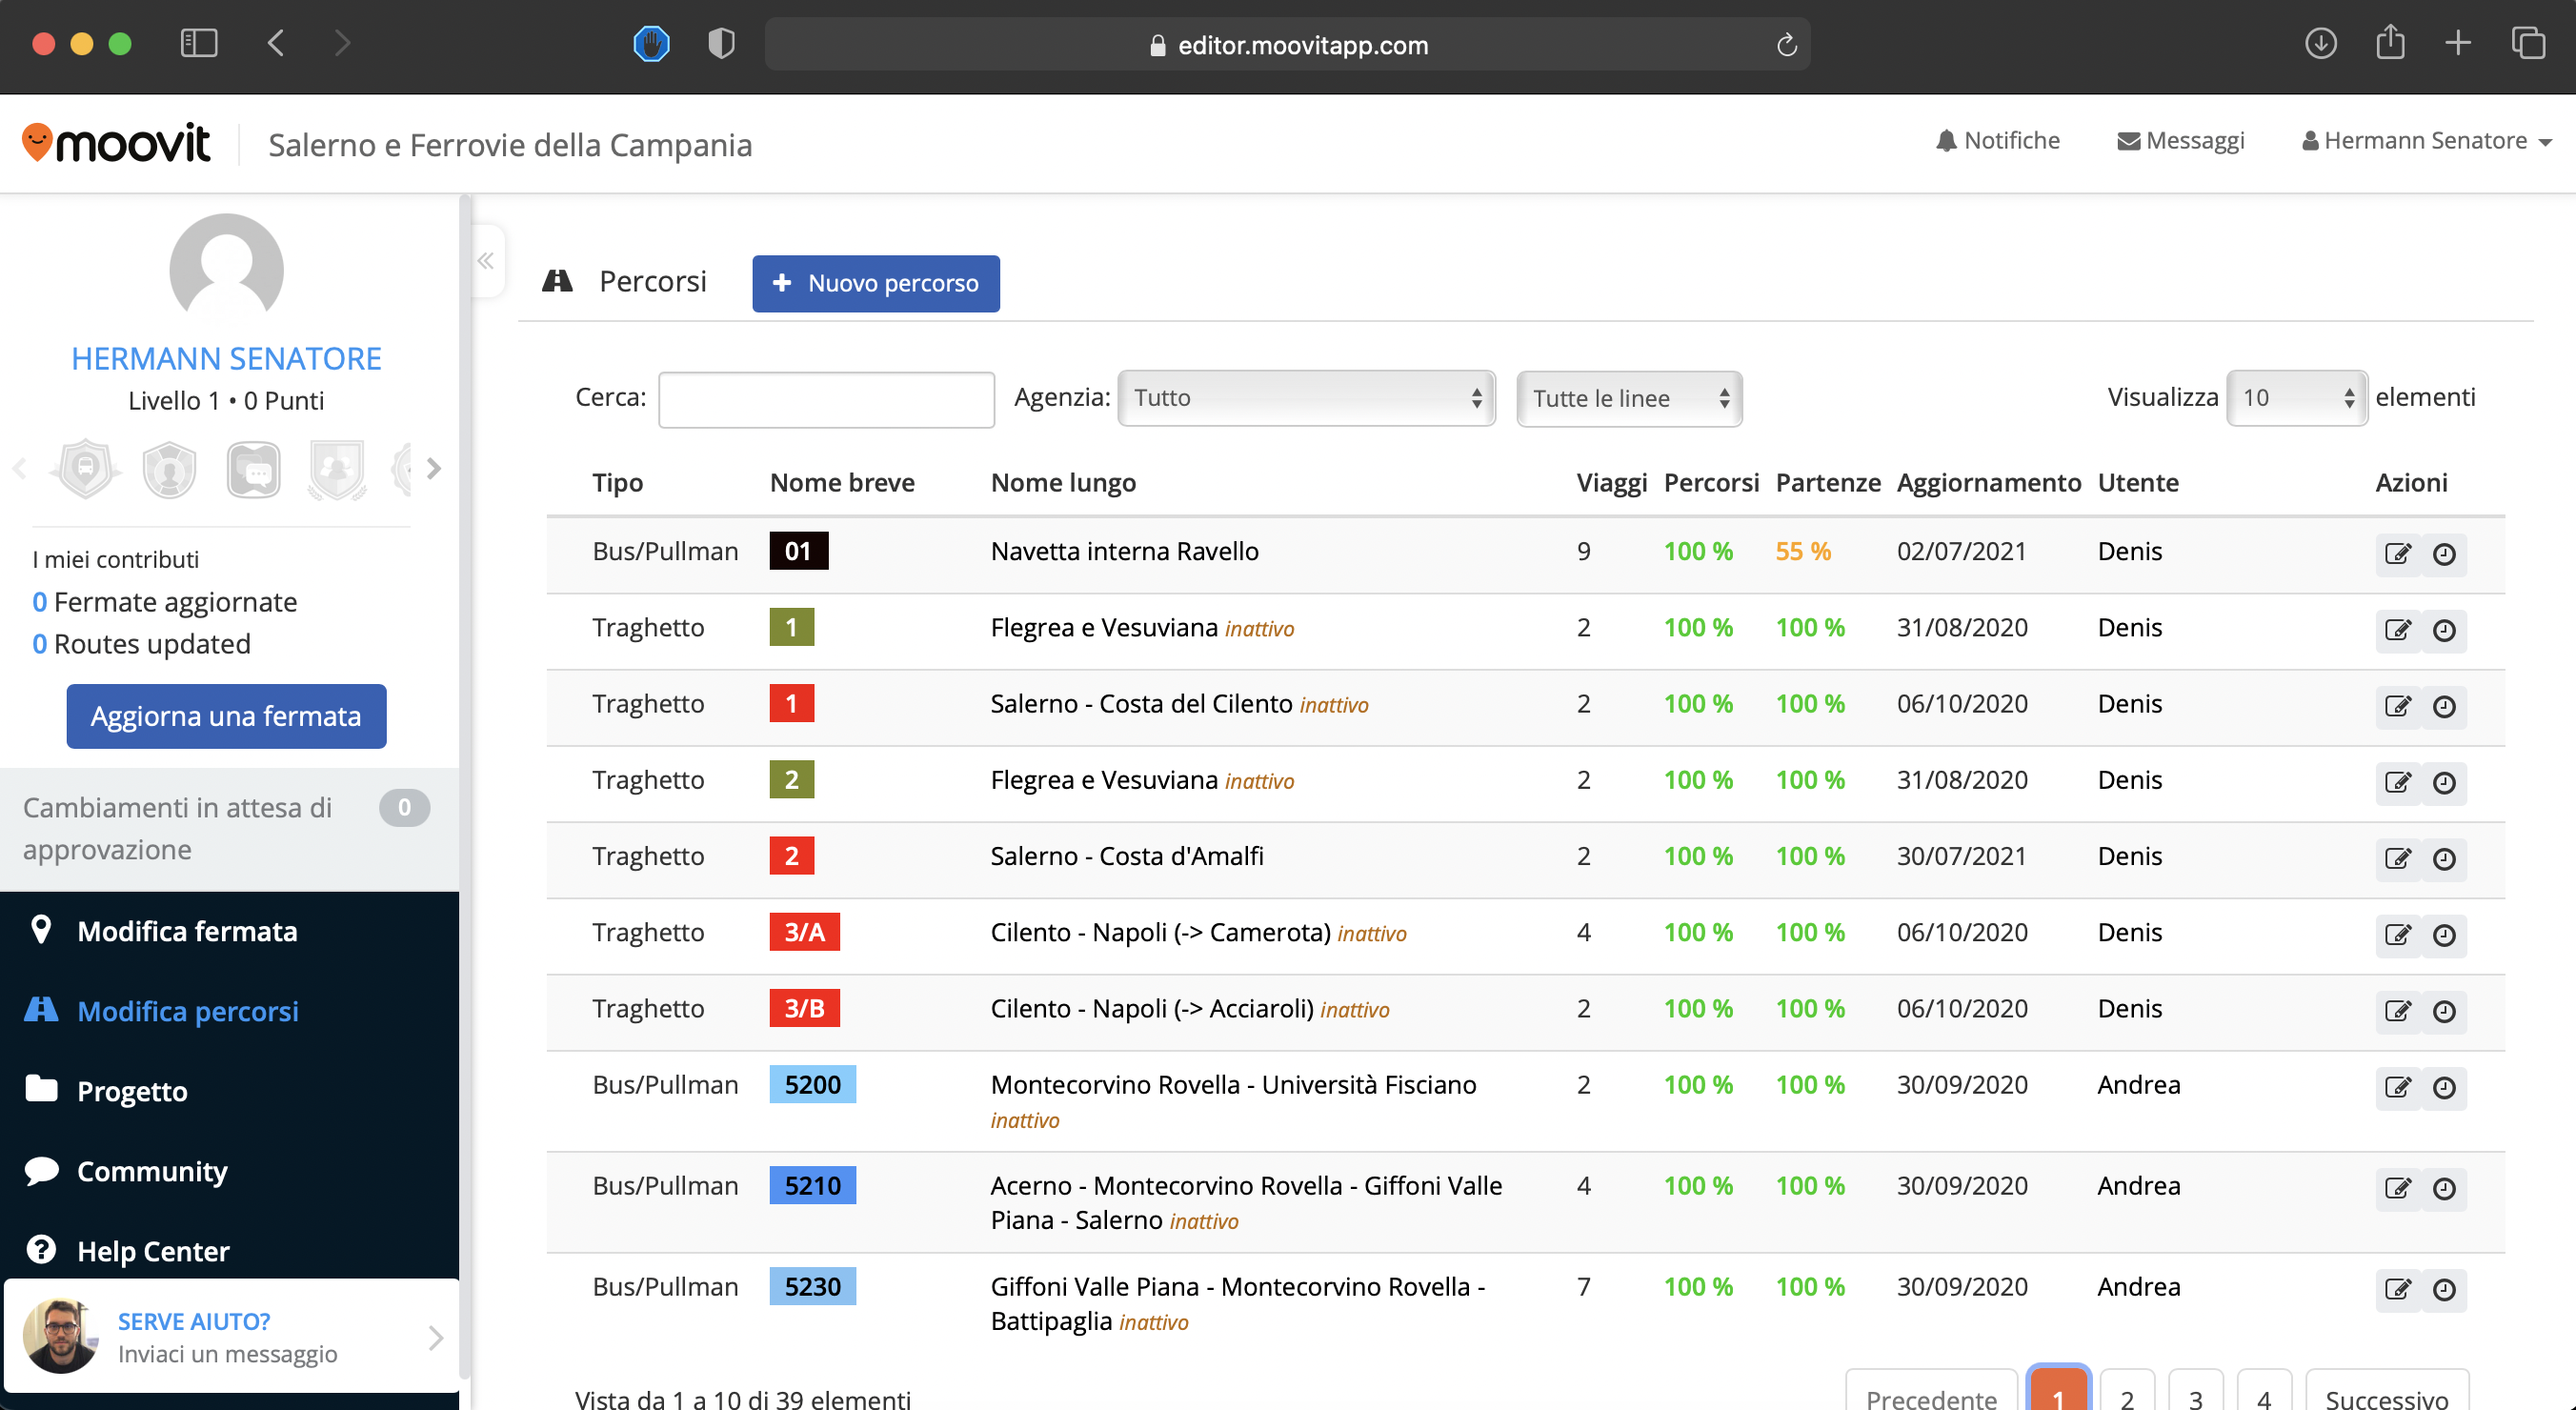 editor.moovitapp.com
moovit
Salerno e Ferrovie della Campania
Notifiche
Messaggi
Hermann Senatore
HERMANN SENATORE
Livello 1 • 0 Punti
I miei contributi
0 Fermate aggiornate
0 Routes updated
Aggiorna una fermata
Cambiamenti in attesa di
approvazione
0
Modifica fermata
Modifica percorsi
Progetto
Community
Help Center
SERVE AIUTO?
Inviaci un messaggio
Percorsi
+ Nuovo percorso
Cerca:
Agenzia: Tutto
Tutte le linee
Visualizza 10 elementi
Tipo Nome breve Nome lungo Viaggi Percorsi Partenze Aggiornamento Utente Azioni
Bus/Pullman 01 Navetta interna Ravello 9 100 % 55 % 02/07/2021 Denis
Traghetto 1 Flegrea e Vesuviana inattivo 2 100 % 100 % 31/08/2020 Denis
Traghetto 1 Salerno - Costa del Cilento inattivo 2 100 % 100 % 06/10/2020 Denis
Traghetto 2 Flegrea e Vesuviana inattivo 2 100 % 100 % 31/08/2020 Denis
Traghetto 2 Salerno - Costa d'Amalfi 2 100 % 100 % 30/07/2021 Denis
Traghetto 3/A Cilento - Napoli (-> Camerota) inattivo 4 100 % 100 % 06/10/2020 Denis
Traghetto 3/B Cilento - Napoli (-> Acciaroli) inattivo 2 100 % 100 % 06/10/2020 Denis
Bus/Pullman 5200 Montecorvino Rovella - Università Fisciano 2 100 % 100 % 30/09/2020 Andrea
inattivo
Bus/Pullman 5210 Acerno - Montecorvino Rovella - Giffoni Valle 4 100 % 100 % 30/09/2020 Andrea
Piana - Salerno inattivo
Bus/Pullman 5230 Giffoni Valle Piana - Montecorvino Rovella - 7 100 % 100 % 30/09/2020 Andrea
Battipaglia inattivo
Vista da 1 a 10 di 39 elementi
Precedente 1 2 3 4 Successivo